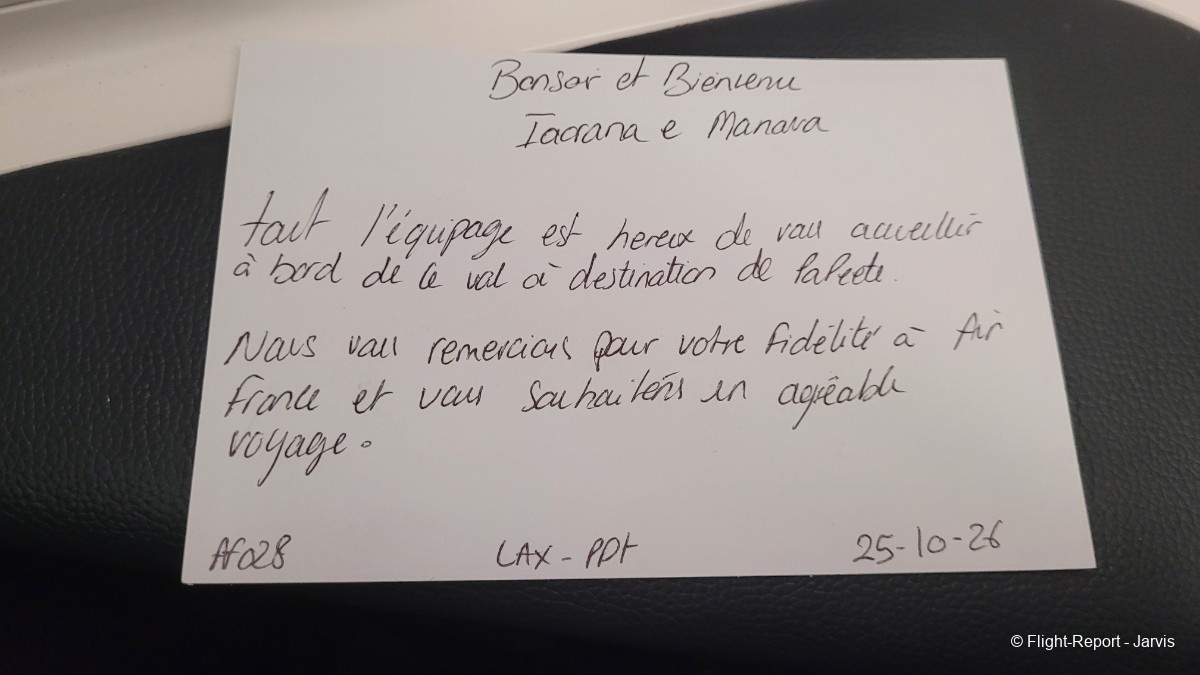 Bonsoir et Bienvenu
Iaorana e Manava
tout l'équipage est hereux de vous accueillir
à bord de ce vol à destination de Papeete.
Nous vous remercions pour votre fidélité à Air
France et vous souhaitens un agréable
voyage.
AF028 LAX - PPT 25-10-26
© Flight-Report - Jarvis